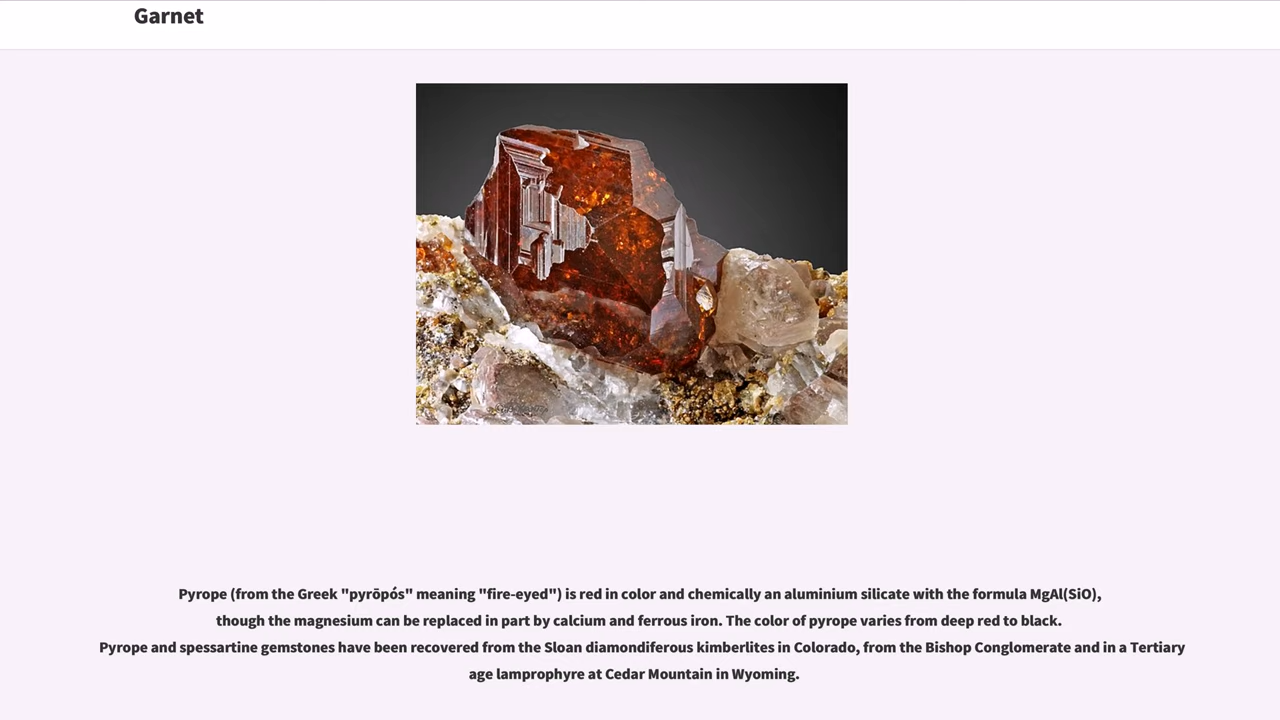 Garnet
Pyrope (from the Greek "pyrōpós" meaning "fire-eyed") is red in color and chemically an aluminium silicate with the formula MgAl(SiO),
though the magnesium can be replaced in part by calcium and ferrous iron. The color of pyrope varies from deep red to black.
Pyrope and spessartine gemstones have been recovered from the Sloan diamondiferous kimberlites in Colorado, from the Bishop Conglomerate and in a Tertiary
age lamprophyre at Cedar Mountain in Wyoming.